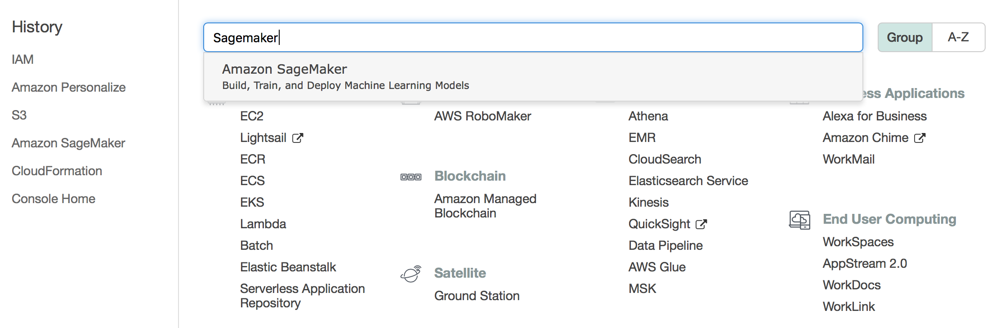 History
IAM
Amazon Personalize
S3
Amazon SageMaker
CloudFormation
Console Home
Sagemaker
Group
A-Z
Amazon SageMaker
Build, Train, and Deploy Machine Learning Models
EC2
Lightsail
ECR
ECS
EKS
Lambda
Batch
Elastic Beanstalk
Serverless Application
Repository
AWS RoboMaker
Blockchain
Amazon Managed
Blockchain
Satellite
Ground Station
Athena
EMR
CloudSearch
Elasticsearch Service
Kinesis
QuickSight
Data Pipeline
AWS Glue
MSK
ess Applications
Alexa for Business
Amazon Chime
WorkMail
End User Computing
WorkSpaces
AppStream 2.0
WorkDocs
WorkLink